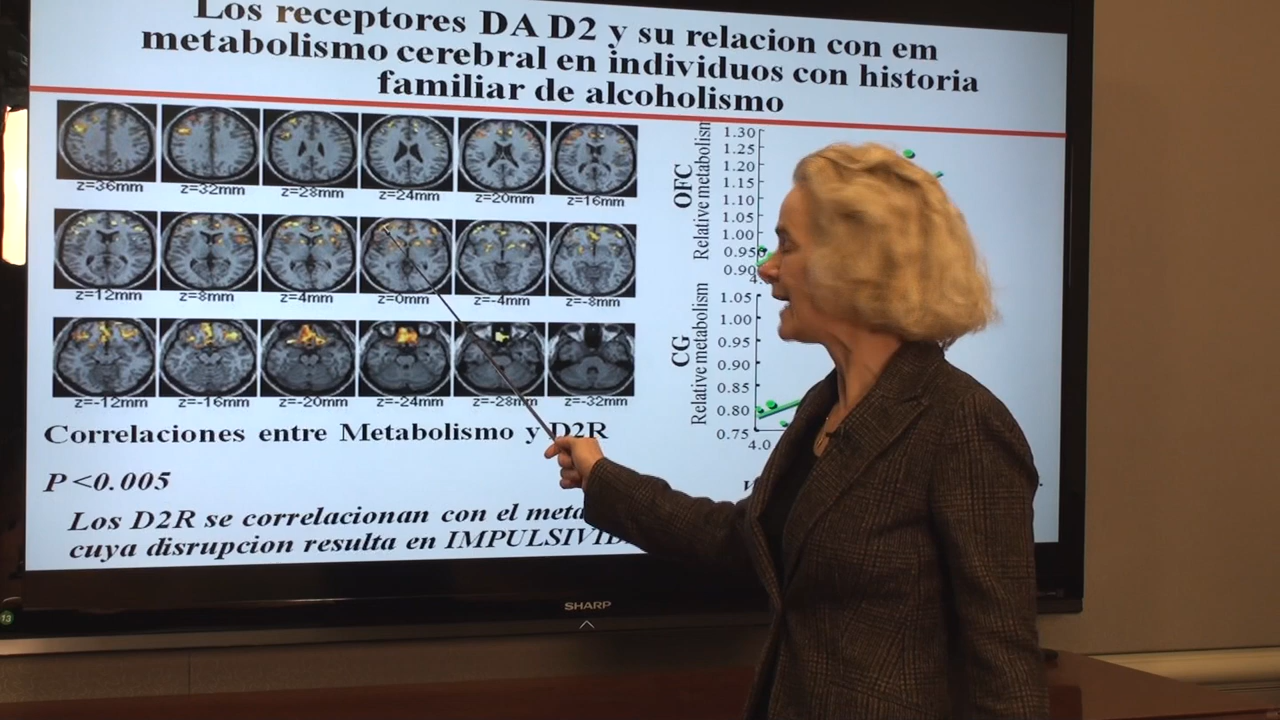 Los receptores DA D2 y su relacion con em
metabolismo cerebral en individuos con historia
familiar de alcoholismo
z=36mm z=32mm z=28mm z=24mm z=20mm z=16mm
z=12mm z=8mm z=4mm z=0mm z=-4mm z=-8mm
z=-12mm z=-16mm z=-20mm z=-24mm z=-28mm z=-32mm
Correlaciones entre Metabolismo y D2R
P<0.005
Los D2R se correlacionan con el
cuya disrupcion resulta en
OFC
Relative metabolism
1.30
1.25
1.20
1.15
1.10
1.05
1.00
0.95
0.90
CG
Relative metabolism
1.05
1.00
0.95
0.90
0.85
0.80
0.75
4.0
SHARP
13